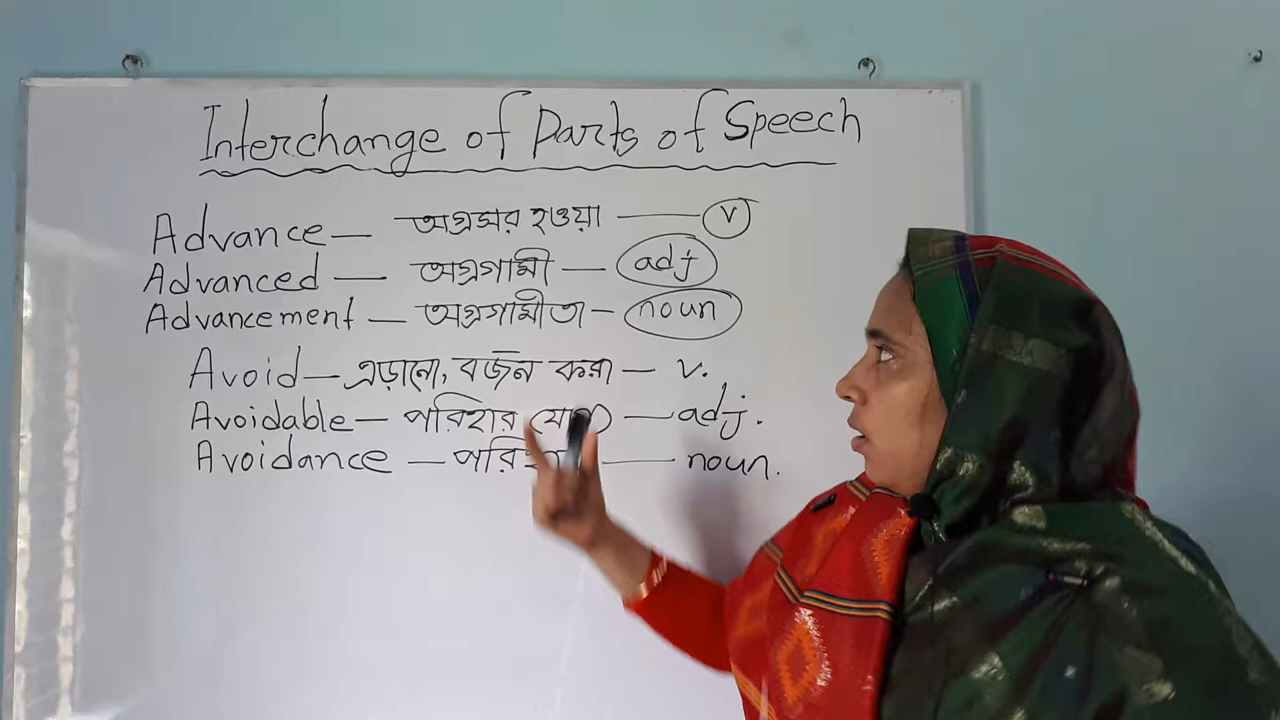 Interchange of Parts of Speech
Advance — অগ্রসর হওয়া — v
Advanced — অগ্রগামী — adj
Advancement — অগ্রগামীতা — noun
Avoid — এড়ানো, বর্জন করা — v.
Avoidable — পরিহার — adj.
Avoidance — — noun.